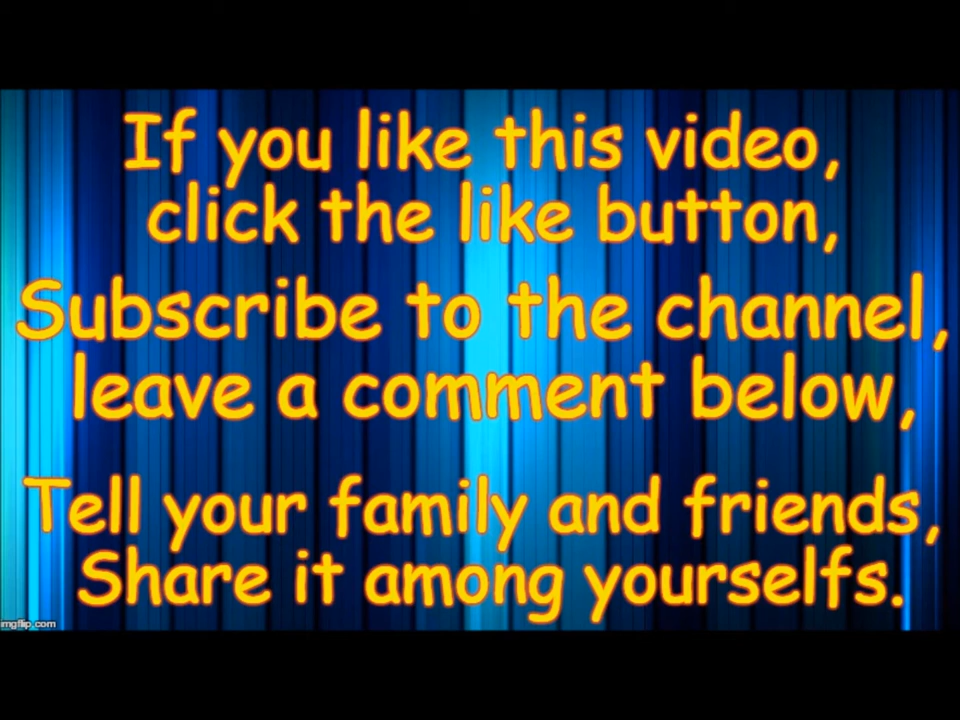 If you like this video,
click the like button,
Subscribe to the channel,
leave a comment below,
Tell your family and friends,
Share it among yourselfs.
imgflip.com